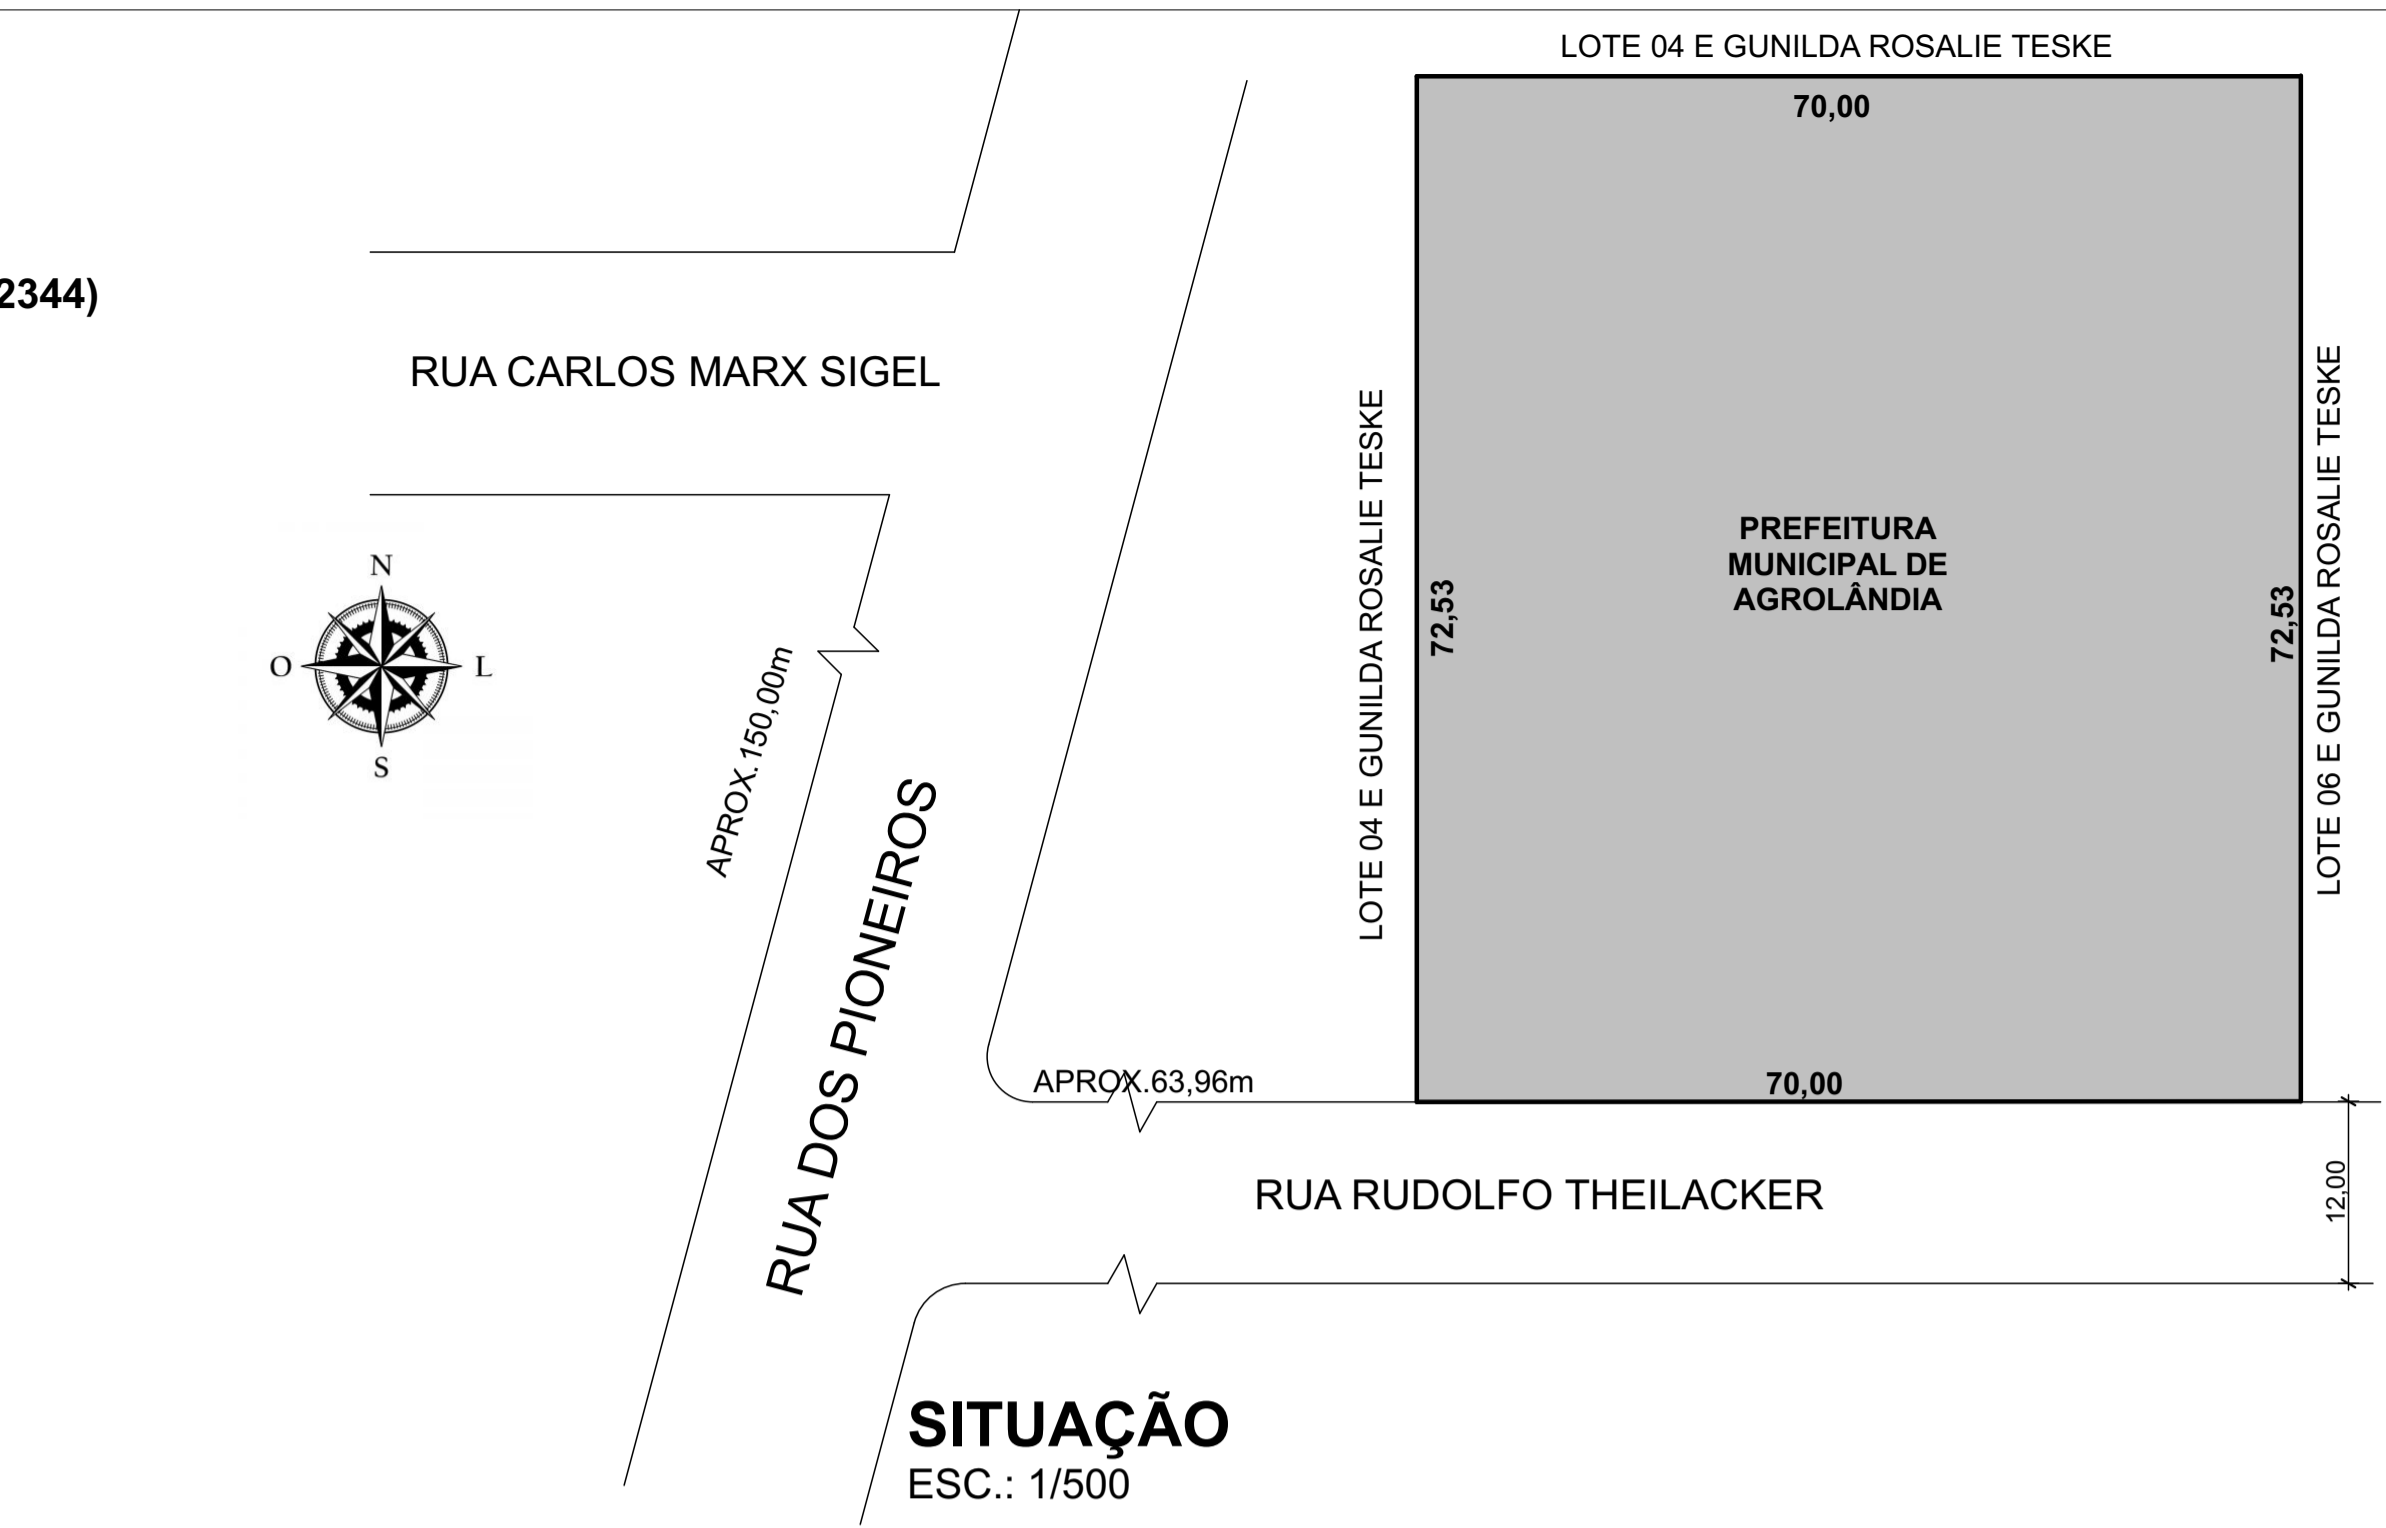 LOTE 04 E GUNILDA ROSALIE TESKE
70,00
2344)
RUA CARLOS MARX SIGEL
LOTE 04 E GUNILDA ROSALIE TESKE
72,53
PREFEITURA
MUNICIPAL DE
AGROLÂNDIA
72,53
LOTE 06 E GUNILDA ROSALIE TESKE
N
O
L
S
APROX.150,00m
RUA DOS PIONEIROS
APROX.63,96m
70,00
RUA RUDOLFO THEILACKER
12,00
SITUAÇÃO
ESC.: 1/500